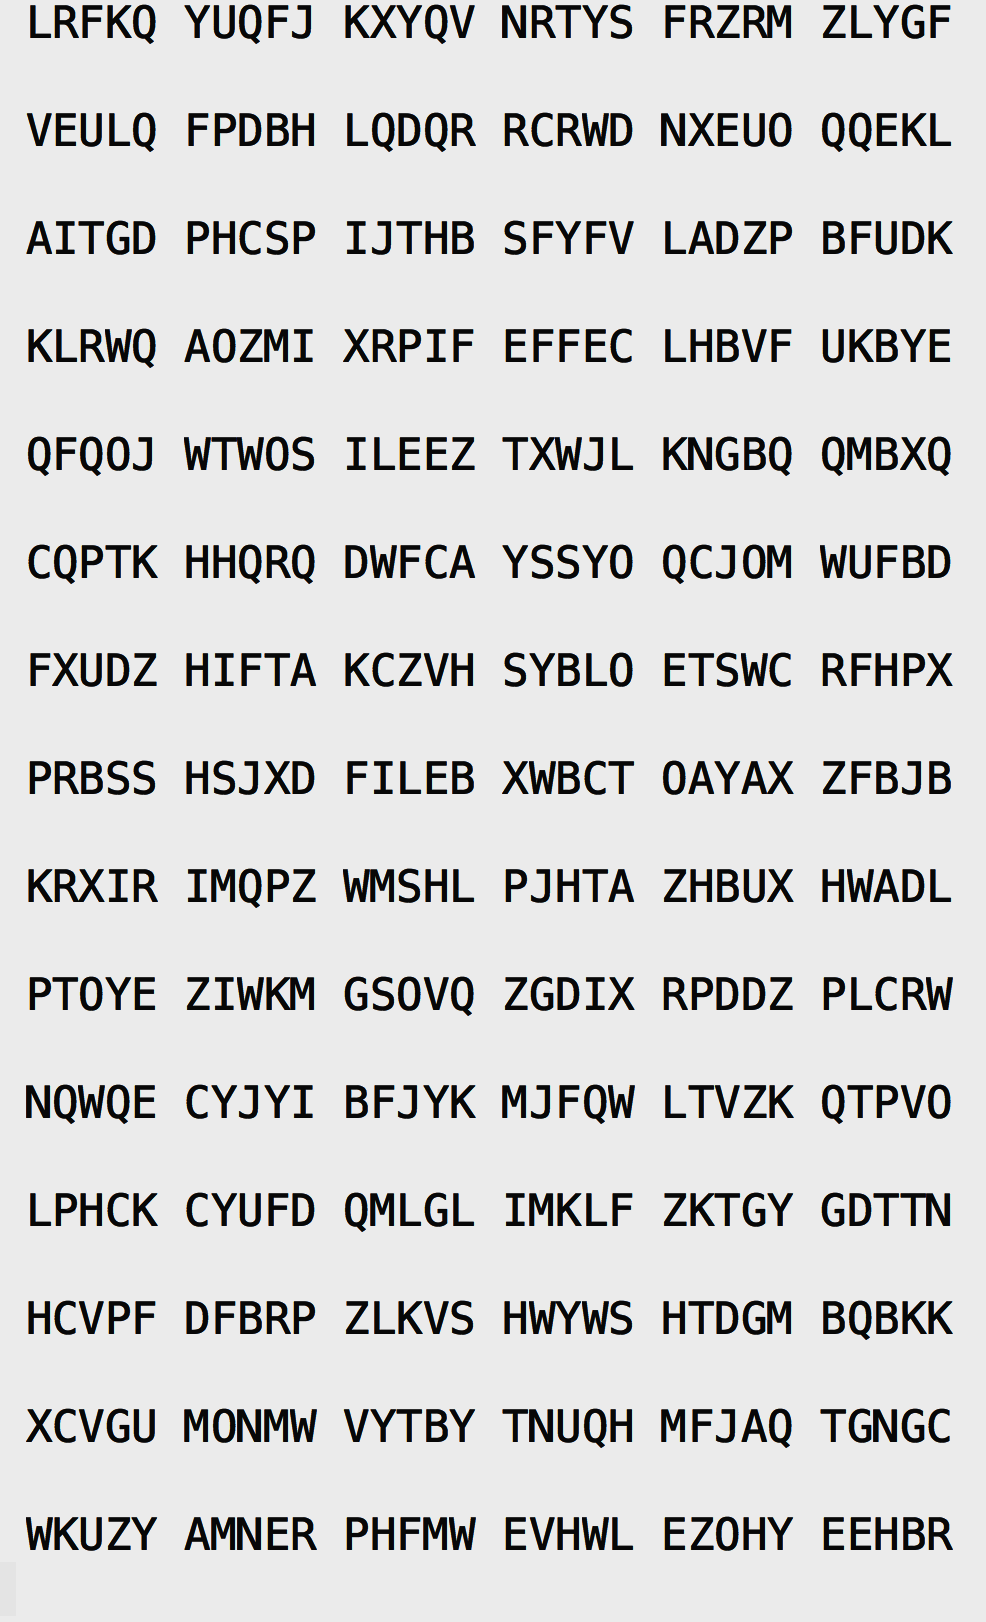 LRFKQ YUQFJ KXYQV NRTYS FRZRM ZLYGF
VEULQ FPDBH LQDQR RCRWD NXEUO QQEKL
AITGD PHCSP IJTHB SFYFV LADZP BFUDK
KLRWQ AOZMI XRPIF EFFEC LHBVF UKBYE
QFQOJ WTWOS ILEEZ TXWJL KNGBQ QMBXQ
CQPTK HHQRQ DWFCA YSSYO QCJOM WUFBD
FXUDZ HIFTA KCZVH SYBLO ETSWC RFHPX
PRBSS HSJXD FILEB XWBCT OAYAX ZFBJB
KRXIR IMQPZ WMSHL PJHTA ZHBUX HWADL
PTOYE ZIWKM GSOVQ ZGDIX RPDDZ PLCRW
NQWQE CYJYI BFJYK MJFQW LTVZK QTPVO
LPHCK CYUFD QMLGL IMKLF ZKTGY GDTTN
HCVPF DFBRP ZLKVS HWYWS HTDGM BQBKK
XCVGU MONMW VYTBY TNUQH MFJAQ TGNGC
WKUZY AMNER PHFMW EVHWL EZOHY EEHBR